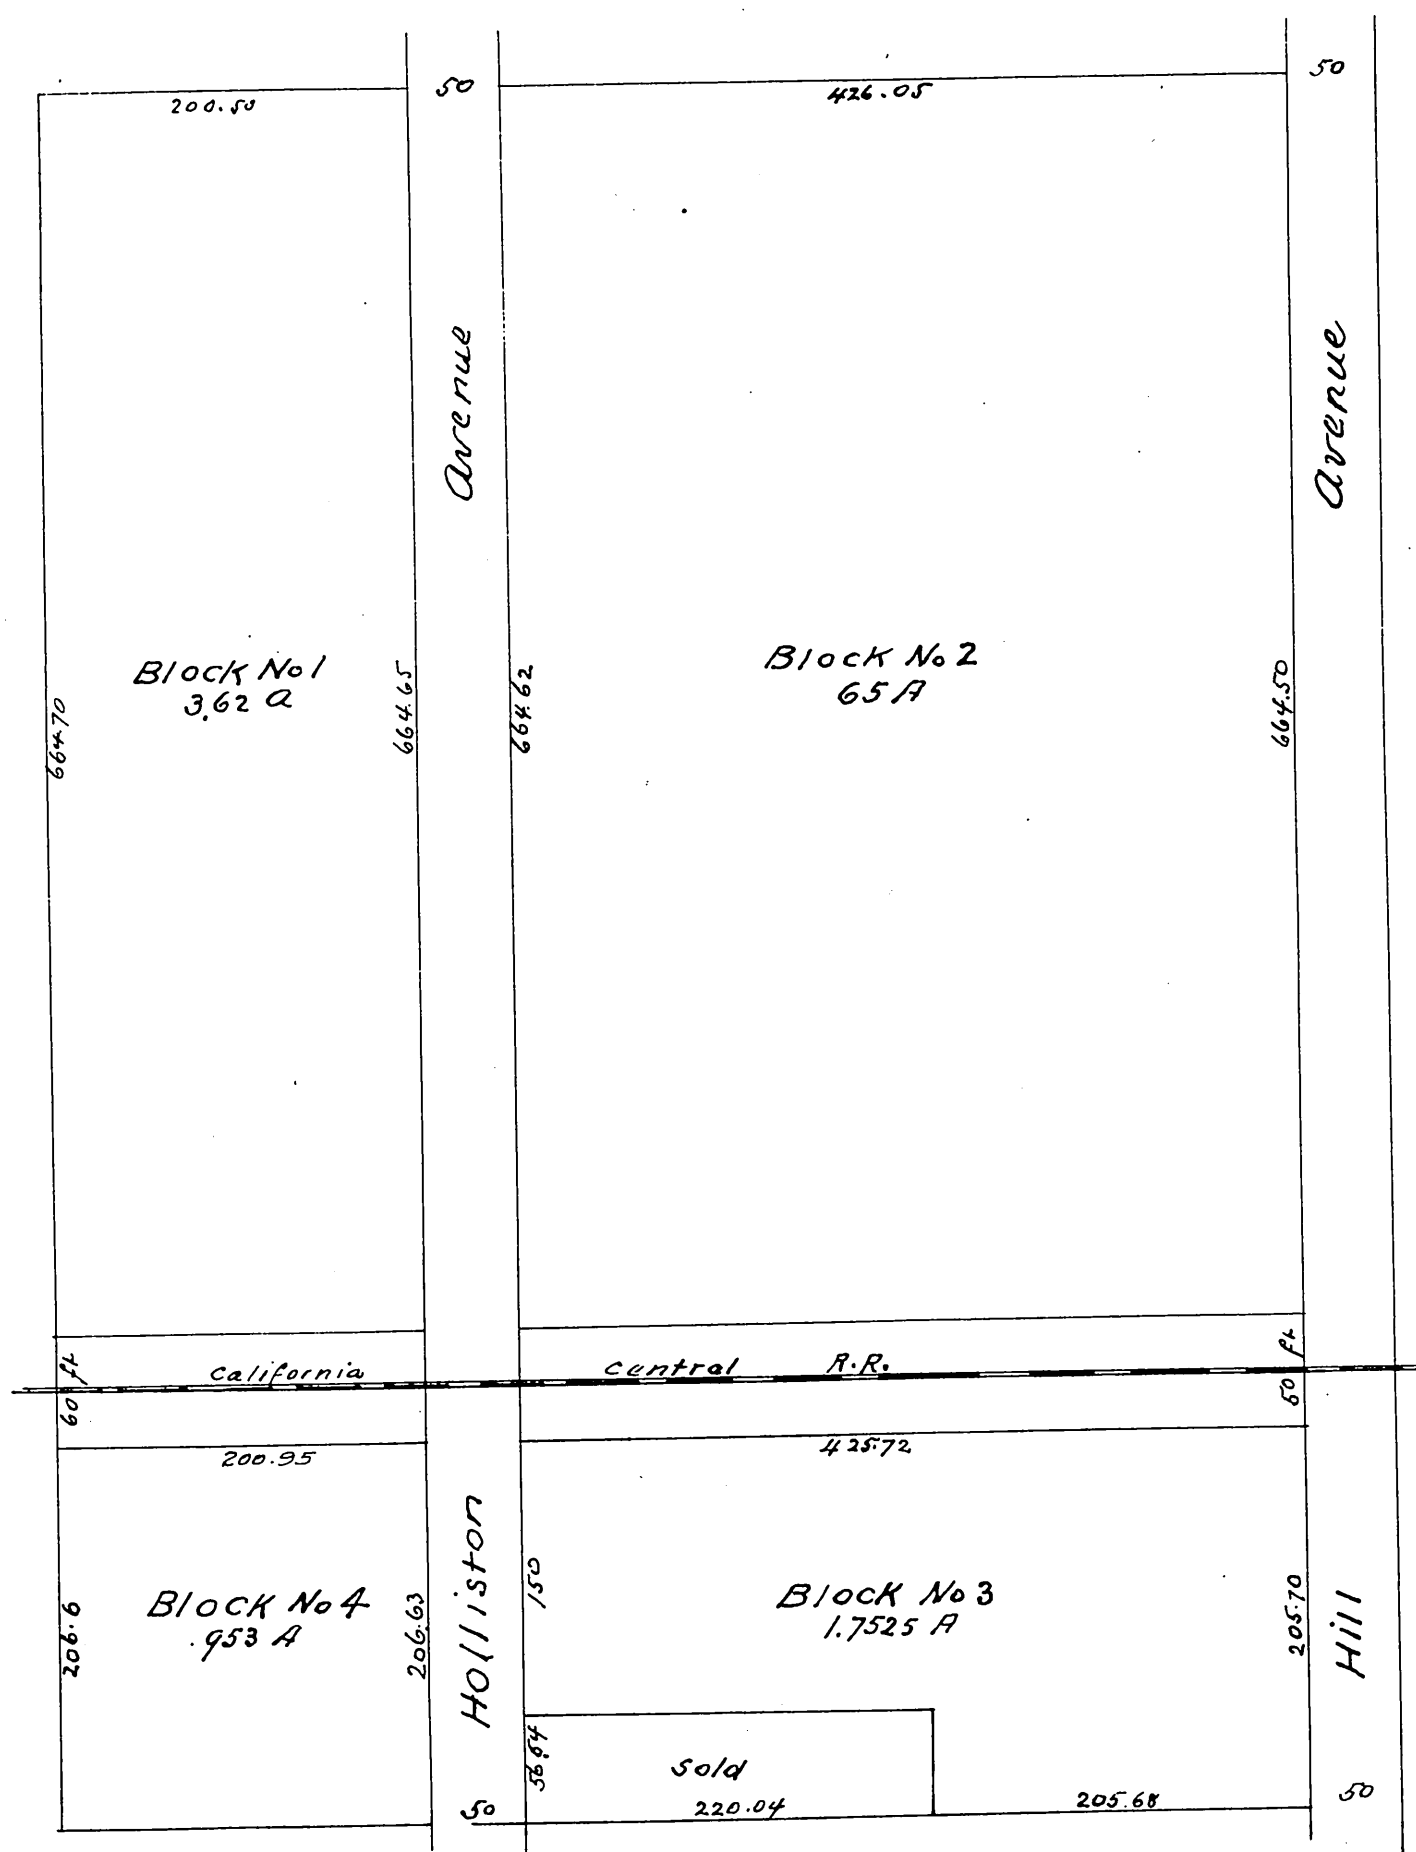 50
50
200.50
426.05
Avenue
Avenue
Block No 1
3.62 a
Block No 2
65 A
664.70
664.65
664.62
664.50
60 ft
California
Central
R.R.
60 ft
200.95
425.72
Block No 4
.953 A
206.6
206.63
Holliston
150
Block No 3
1.7525 A
205.70
Hill
56.64
Sold
50
220.04
205.68
50